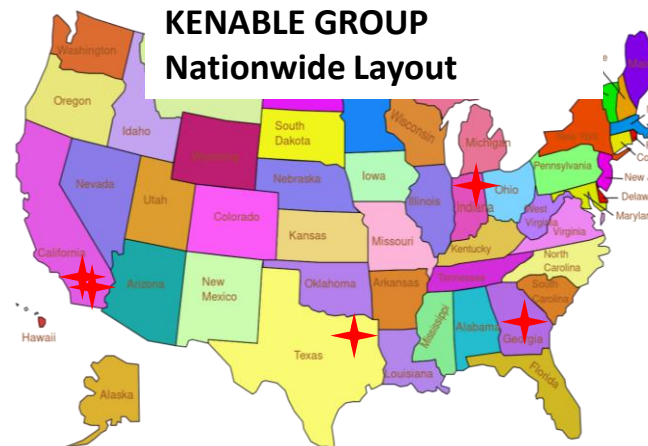 KENABLE GROUP
Nationwide Layout
Washington
Oregon
Idaho
Wyoming
South
Dakota
Wisconsin
Michigan
New York
Nevada
Utah
Colorado
Nebraska
Iowa
Illinois
Indiana
Ohio
Pennsylvania
New J
Delaw
Marylan
West
Virginia
Virginia
California
Kansas
Missouri
Kentucky
North
Carolina
Tennessee
Arizona
New
Mexico
Oklahoma
Arkansas
South
Carolina
Hawaii
Texas
Louisiana
Mississippi
Alabama
Georgia
Florida
Alaska